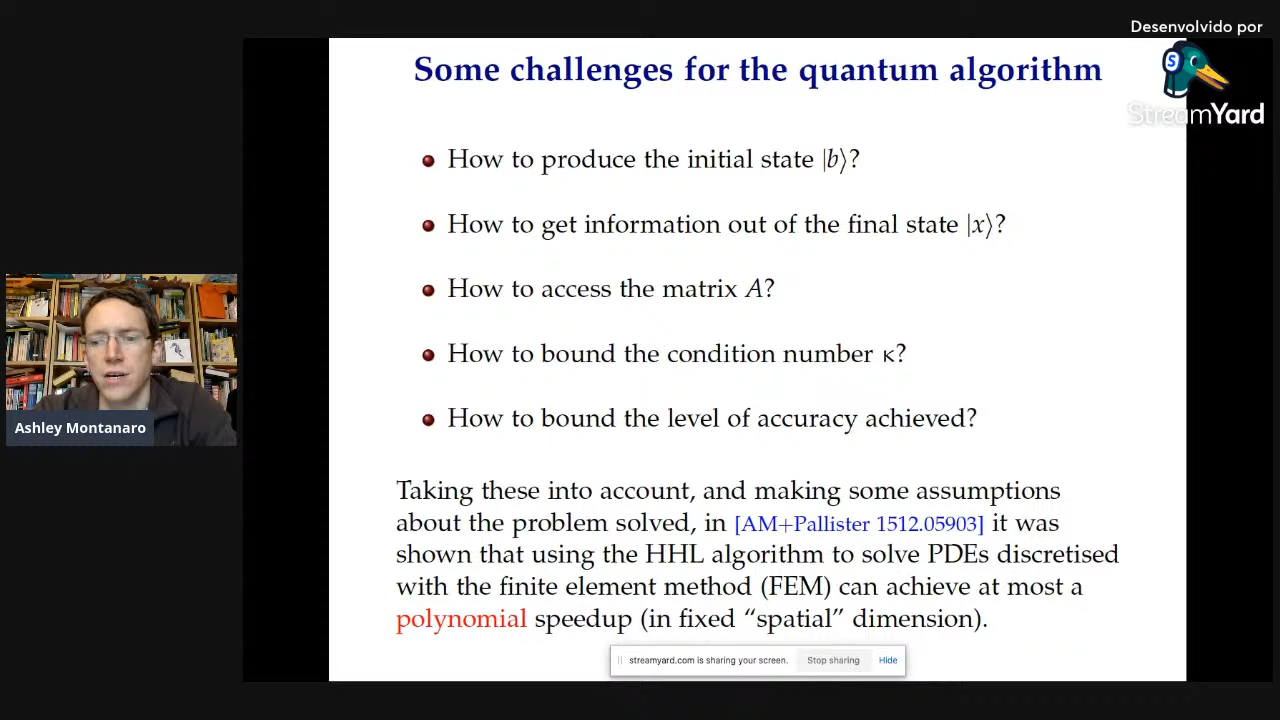 Desenvolvido por
StreamYard
Some challenges for the quantum algorithm
How to produce the initial state |b⟩?
How to get information out of the final state |x⟩?
How to access the matrix A?
How to bound the condition number κ?
How to bound the level of accuracy achieved?
Ashley Montanaro
Taking these into account, and making some assumptions
about the problem solved, in [AM+Pallister 1512.05903] it was
shown that using the HHL algorithm to solve PDEs discretised
with the finite element method (FEM) can achieve at most a
polynomial speedup (in fixed “spatial” dimension).
streamyard.com is sharing your screen. Stop sharing Hide